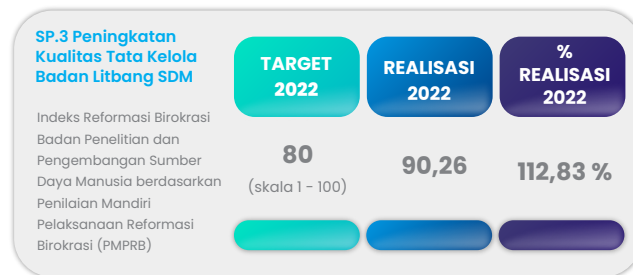 SP.3 Peningkatan
Kualitas Tata Kelola
Badan Litbang SDM
Indeks Reformasi Birokrasi
Badan Penelitian dan
Pengembangan Sumber
Daya Manusia berdasarkan
Penilaian Mandiri
Pelaksanaan Reformasi
Birokrasi (PMPRB)
TARGET
2022
80
(skala 1 - 100)
REALISASI
2022
90,26
%
REALISASI
2022
112,83 %